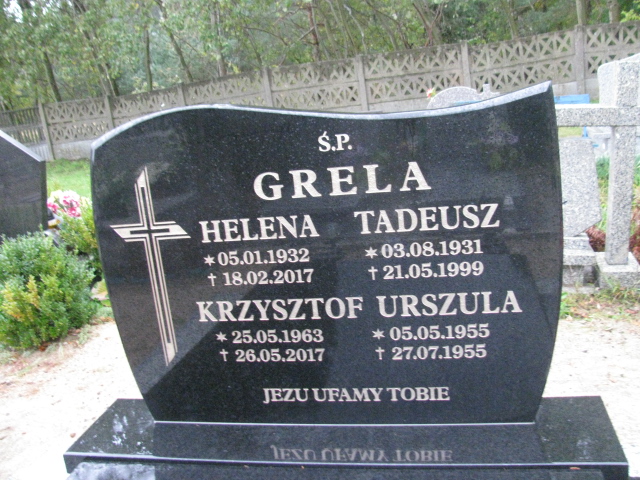 Ś.P.
GRELA
HELENA TADEUSZ
*05.01.1932 *03.08.1931
†18.02.2017 †21.05.1999
KRZYSZTOF URSZULA
*25.05.1963 *05.05.1955
†26.05.2017 †27.07.1955
JEZU UFAMY TOBIE